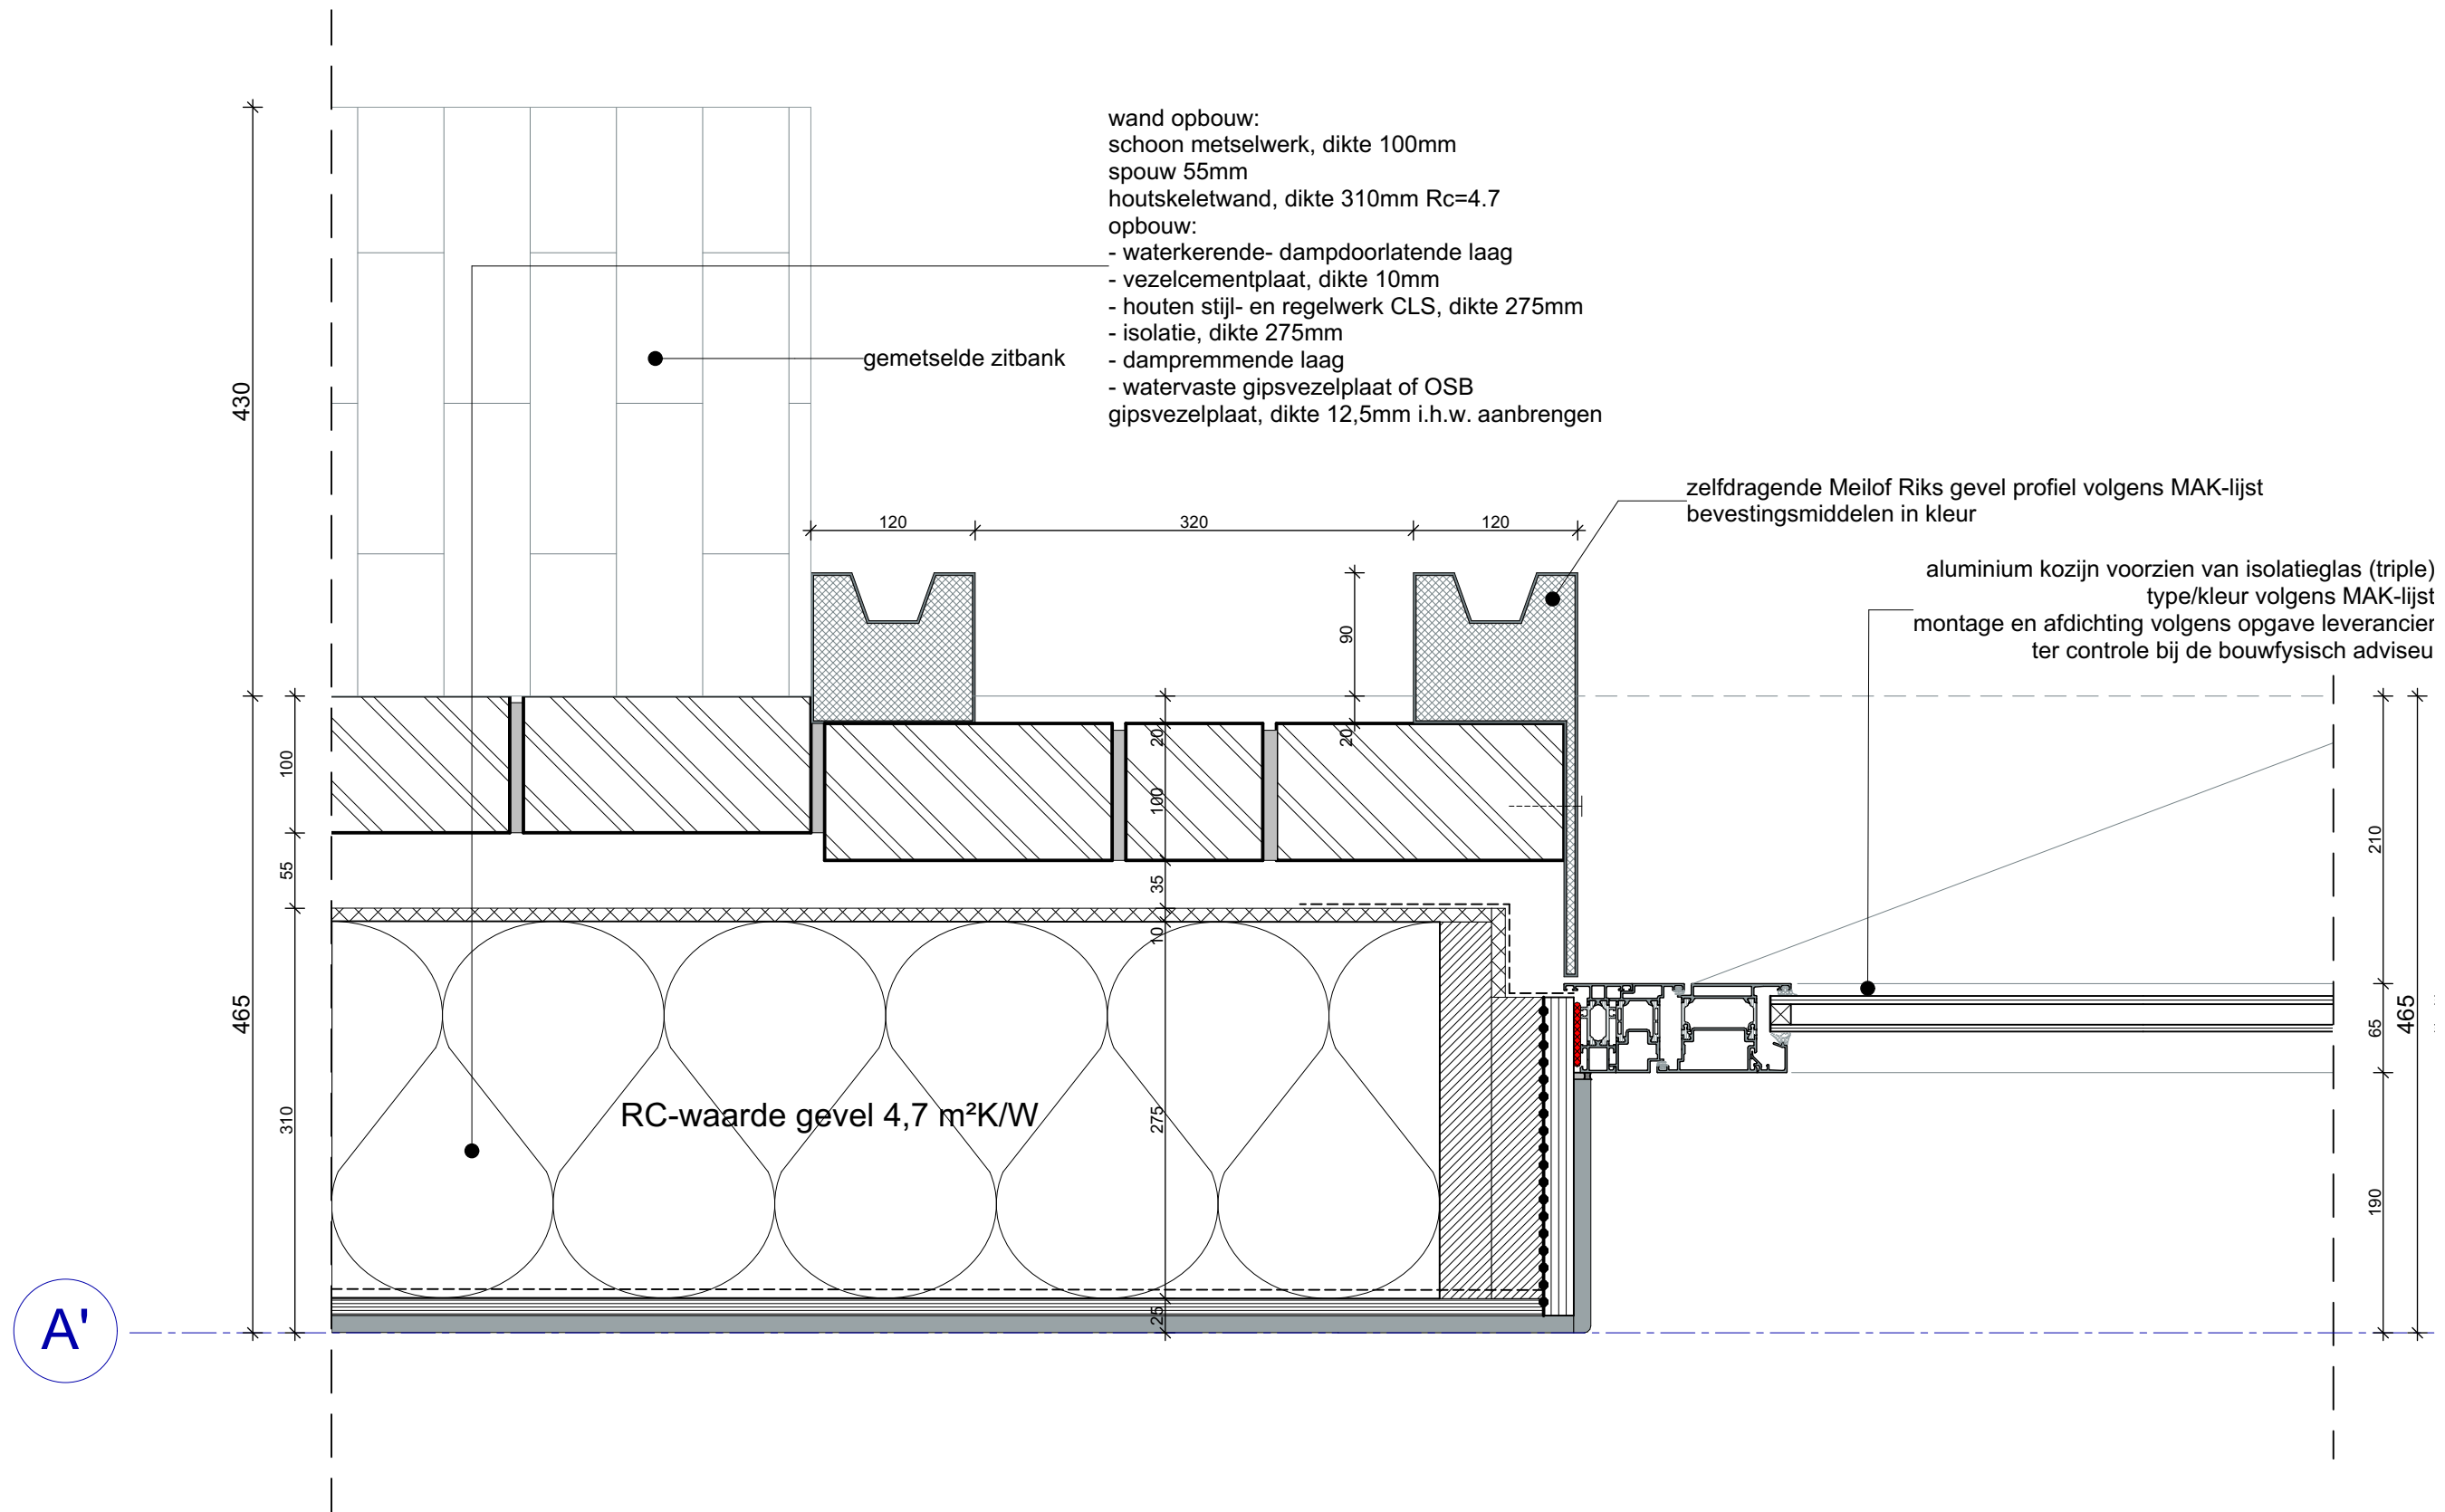 wand opbouw:
schoon metselwerk, dikte 100mm
spouw 55mm
houtskeletwand, dikte 310mm Rc=4.7
opbouw:
- waterkerende- dampdoorlatende laag
- vezelcementplaat, dikte 10mm
- houten stijl- en regelwerk CLS, dikte 275mm
- isolatie, dikte 275mm
- dampremmende laag
- watervaste gipsvezelplaat of OSB
gipsvezelplaat, dikte 12,5mm i.h.w. aanbrengen
gemetselde zitbank
430
zelfdragende Meilof Riks gevel profiel volgens MAK-lijst
bevestingsmiddelen in kleur
120
320
120
aluminium kozijn voorzien van isolatieglas (triple)
type/kleur volgens MAK-lijst
montage en afdichting volgens opgave leverancier
ter controle bij de bouwfysisch adviseu
90
20
20
100
100
35
55
10
210
465
65
465
RC-waarde gevel 4,7 m²K/W
310
275
190
25
A'